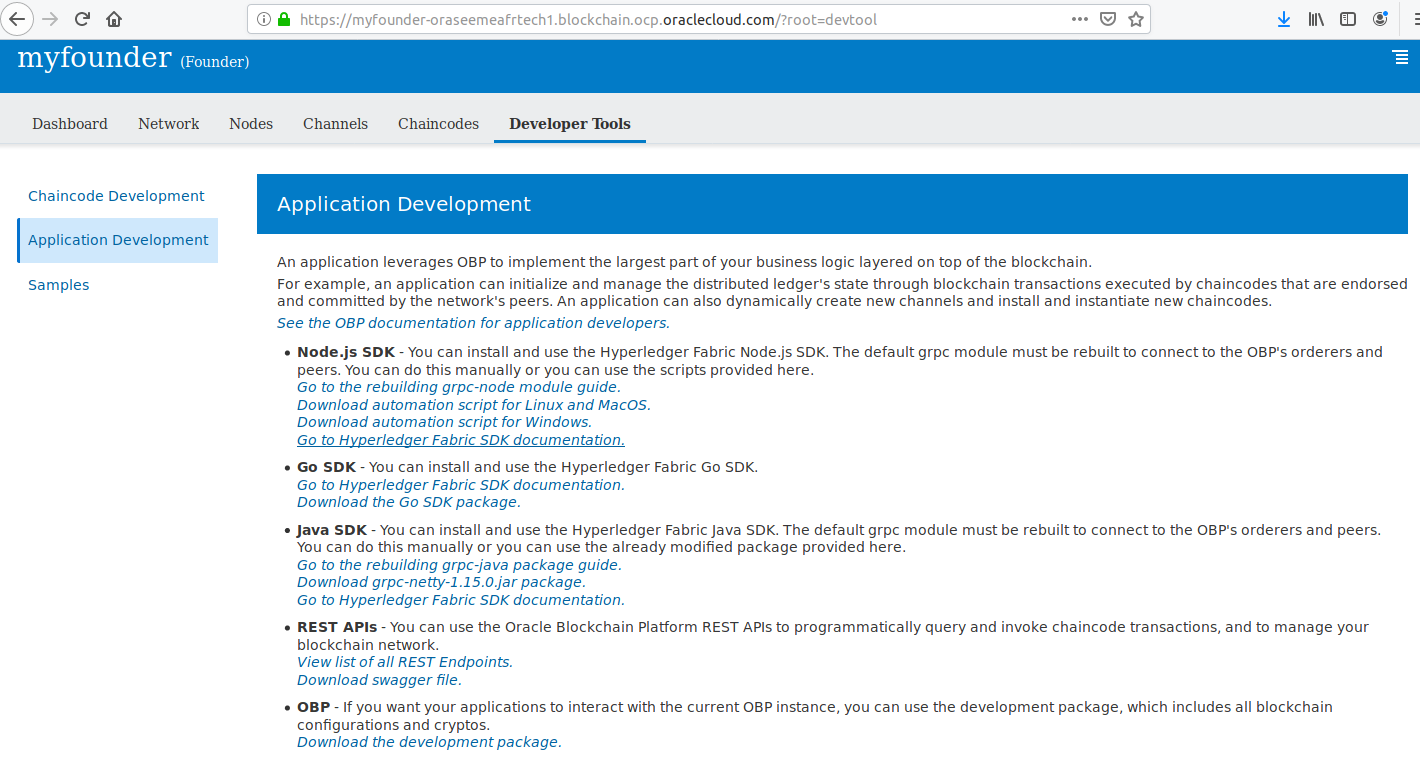 https://myfounder-oraseemeafrtech1.blockchain.ocp.oraclecloud.com/?root=devtool
myfounder (Founder)
Dashboard Network Nodes Channels Chaincodes Developer Tools
Chaincode Development
Application Development
Samples
Application Development
An application leverages OBP to implement the largest part of your business logic layered on top of the blockchain.
For example, an application can initialize and manage the distributed ledger's state through blockchain transactions executed by chaincodes that are endorsed
and committed by the network's peers. An application can also dynamically create new channels and install and instantiate new chaincodes.
See the OBP documentation for application developers.
• Node.js SDK - You can install and use the Hyperledger Fabric Node.js SDK. The default grpc module must be rebuilt to connect to the OBP's orderers and
peers. You can do this manually or you can use the scripts provided here.
Go to the rebuilding grpc-node module guide.
Download automation script for Linux and MacOS.
Download automation script for Windows.
Go to Hyperledger Fabric SDK documentation.
• Go SDK - You can install and use the Hyperledger Fabric Go SDK.
Go to Hyperledger Fabric SDK documentation.
Download the Go SDK package.
• Java SDK - You can install and use the Hyperledger Fabric Java SDK. The default grpc module must be rebuilt to connect to the OBP's orderers and peers.
You can do this manually or you can use the already modified package provided here.
Go to the rebuilding grpc-java package guide.
Download grpc-netty-1.15.0.jar package.
Go to Hyperledger Fabric SDK documentation.
• REST APIs - You can use the Oracle Blockchain Platform REST APIs to programmatically query and invoke chaincode transactions, and to manage your
blockchain network.
View list of all REST Endpoints.
Download swagger file.
• OBP - If you want your applications to interact with the current OBP instance, you can use the development package, which includes all blockchain
configurations and cryptos.
Download the development package.